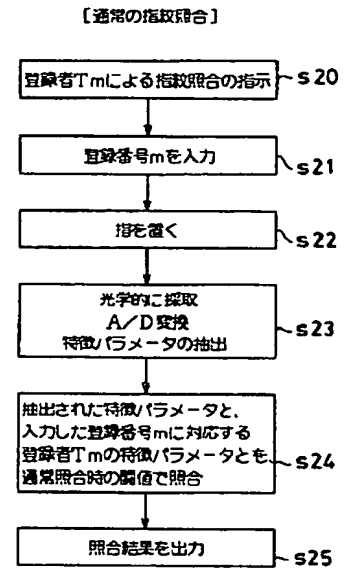 [通常の指紋照合]
登録者Tmによる指紋照合の指示
s20
登録番号mを入力
s21
指を置く
s22
光学的に採取
A/D変換
特徴パラメータの抽出
s23
抽出された特徴パラメータと、
入力した登録番号mに対応する
登録者Tmの特徴パラメータとを、
通常照合時の閾値で照合
s24
照合結果を出力
s25